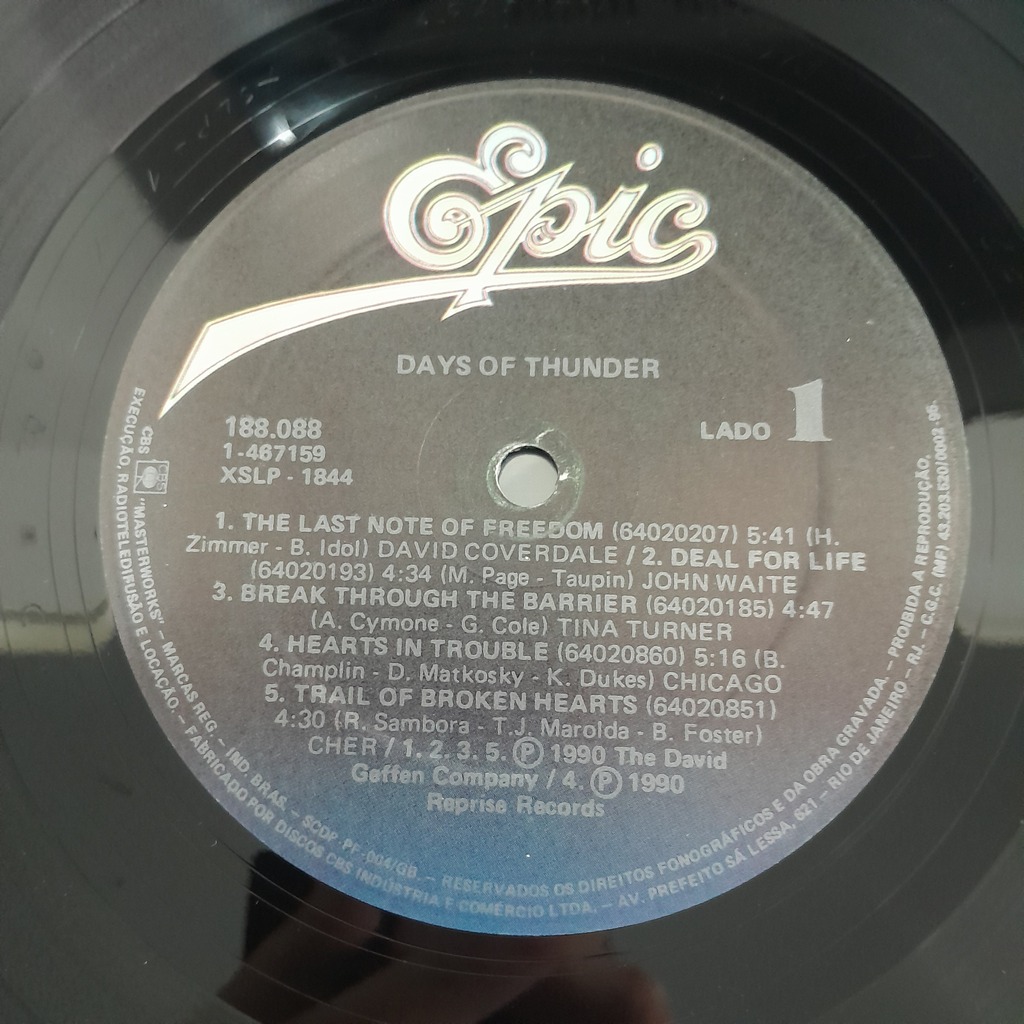 Epic
DAYS OF THUNDER
188.088
1-467159
XSLP - 1844
LADO 1
1. THE LAST NOTE OF FREEDOM (64020207) 5:41 (H.
Zimmer - B. Idol) DAVID COVERDALE / 2. DEAL FOR LIFE
(64020193) 4:34 (M. Page - Taupin) JOHN WAITE
3. BREAK THROUGH THE BARRIER (64020185) 4:47
(A. Cymone - G. Cole) TINA TURNER
4. HEARTS IN TROUBLE (64020860) 5:16 (B.
Champlin - D. Matkosky - K. Dukes) CHICAGO
5. TRAIL OF BROKEN HEARTS (64020851)
4:30 (R. Sambora - T.J. Marolda - B. Foster)
CHER / 1. 2. 3. 5. ℗ 1990 The David
Geffen Company / 4. ℗ 1990
Reprise Records
CBS CBS "MASTERWORKS" – MARCAS REG. – IND. BRAS. – SCDP. PF. 004/GB. – RESERVADOS OS DIREITOS FONOGRÁFICOS E DA OBRA GRAVADA. – PROIBIDA A REPRODUÇÃO,
EXECUÇÃO, RADIOTELEDIFUSÃO E LOCAÇÃO. – FABRICADO POR DISCOS CBS INDÚSTRIA E COMÉRCIO LTDA. – AV. PREFEITO SÁ LESSA, 621 – RIO DE JANEIRO – RJ. – C.G.C. (MF) 43.203.520/0002-96.